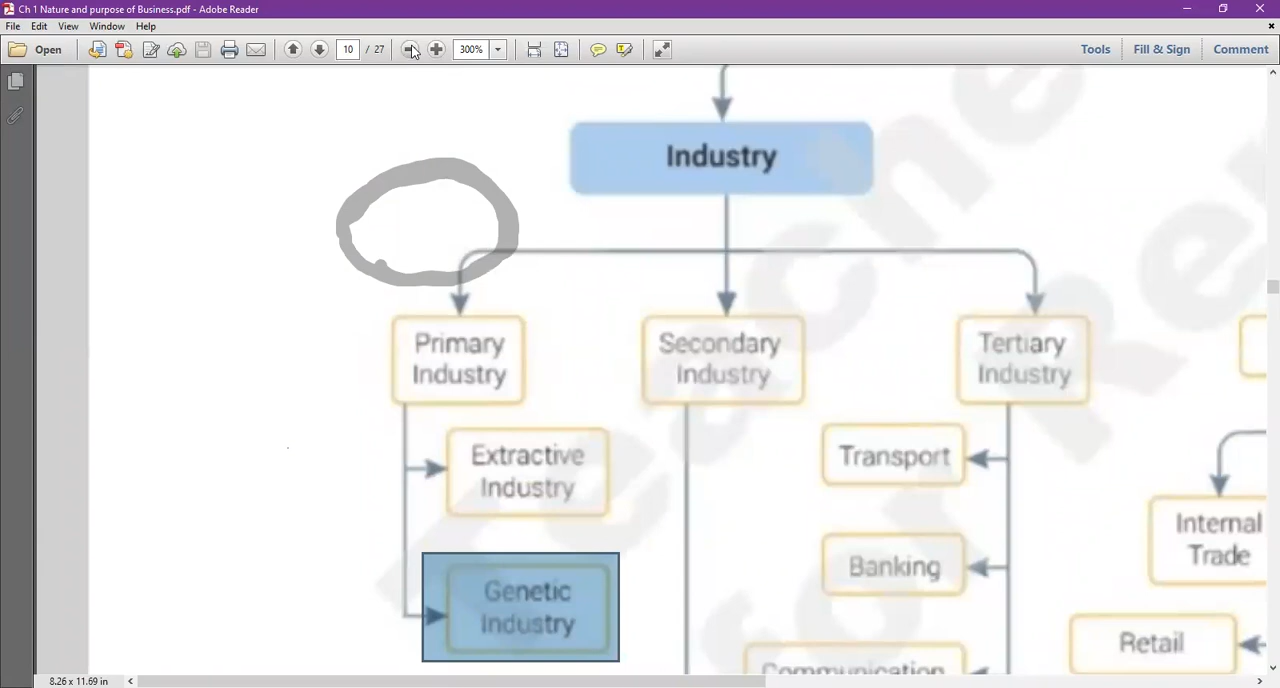 Ch 1 Nature and purpose of Business.pdf - Adobe Reader
File Edit View Window Help
Open 10 / 27 300% Tools Fill & Sign Comment
Industry
Primary
Industry
Secondary
Industry
Tertiary
Industry
Extractive
Industry
Transport
Genetic
Industry
Banking
Internal
Trade
Communication
Retail
8.26 x 11.69 in